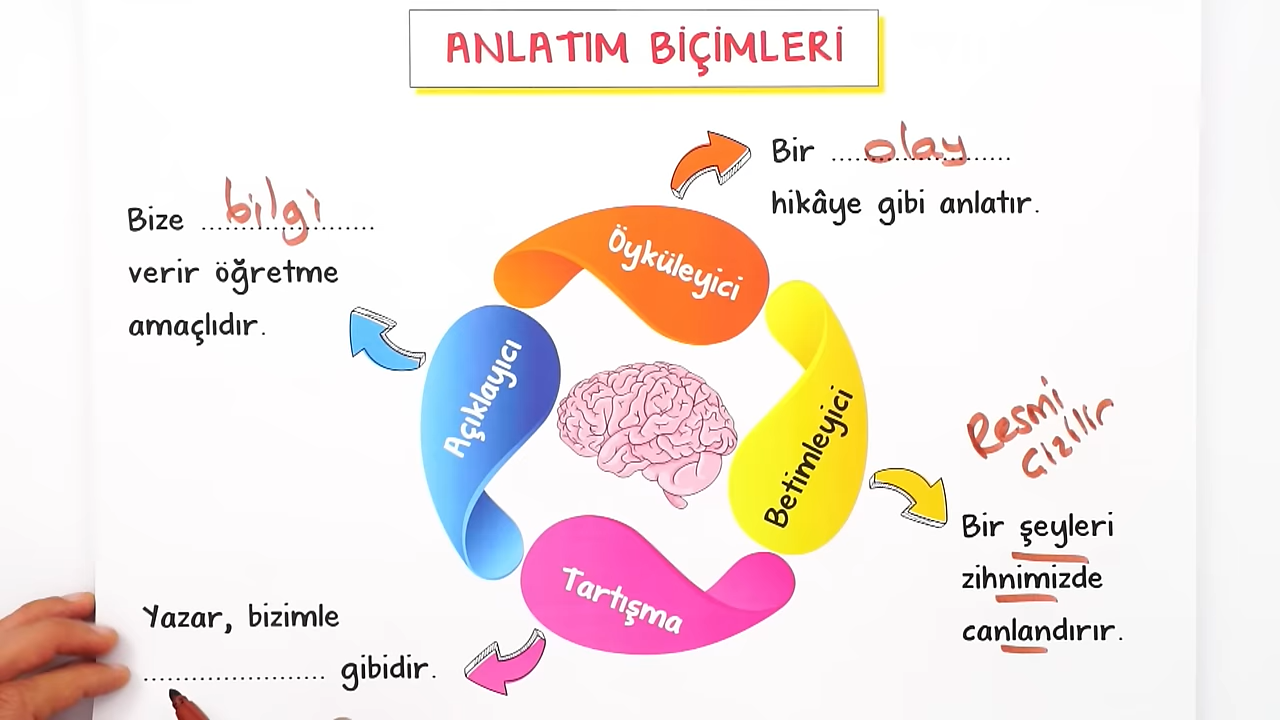 ANLATIM BİÇİMLERİ
Bir ....olay....
hikâye gibi anlatır.
Bize ...bilgi......
verir öğretme
amaçlıdır.
Öyküleyici
Açıklayıcı
Betimleyici
Tartışma
Resmi
Çizilir
Bir şeyleri
zihnimizde
canlandırır.
Yazar, bizimle
........................ gibidir.